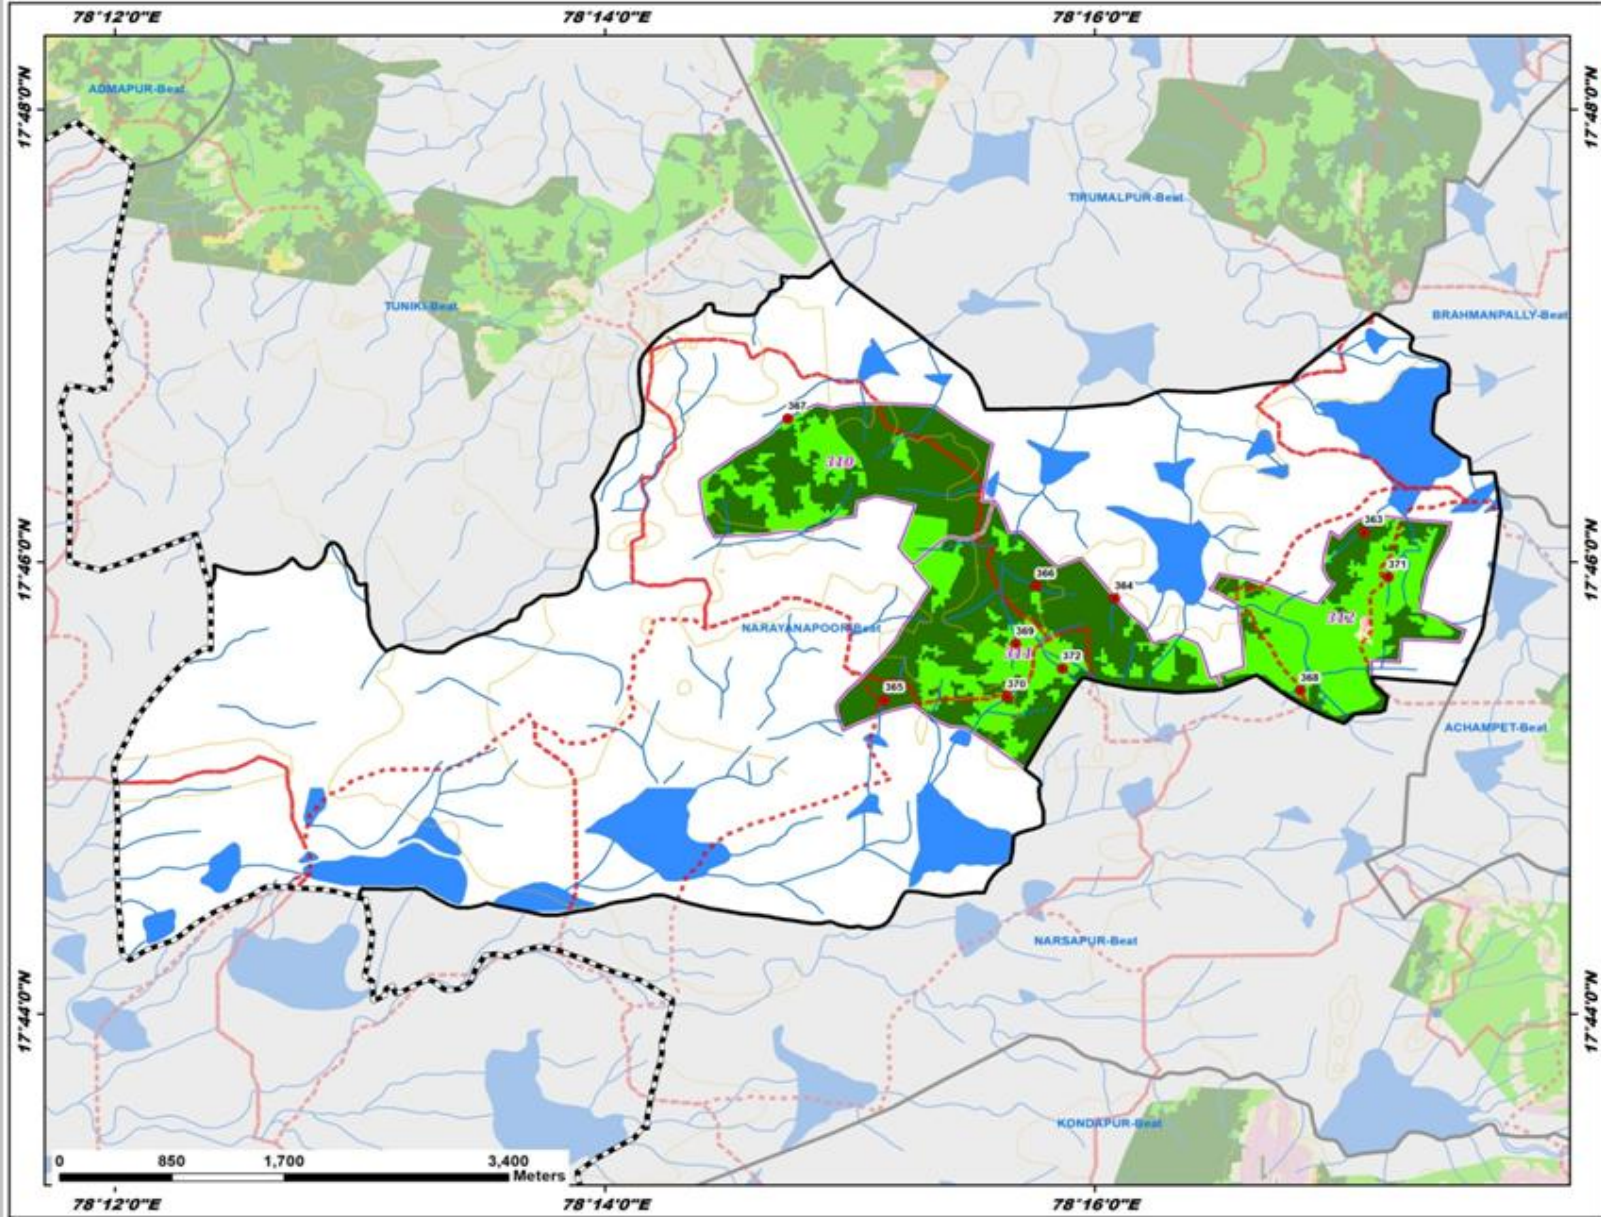 78°12'0"E
78°14'0"E
78°16'0"E
17°48'0"N
17°48'0"N
ADMAPUR-Beat
TIRUMALPUR-Beat
TUNIKI-Beat
BRAHMANPALLY-Beat
367
310
363
17°46'0"N
17°46'0"N
366
371
364
312
NARAYANAPOOR-Beat
369
311
372
368
365
370
ACHAMPET-Beat
NARSAPUR-Beat
17°44'0"N
17°44'0"N
KONDAPUR-Beat
0 850 1,700 3,400
Meters
78°12'0"E
78°14'0"E
78°16'0"E